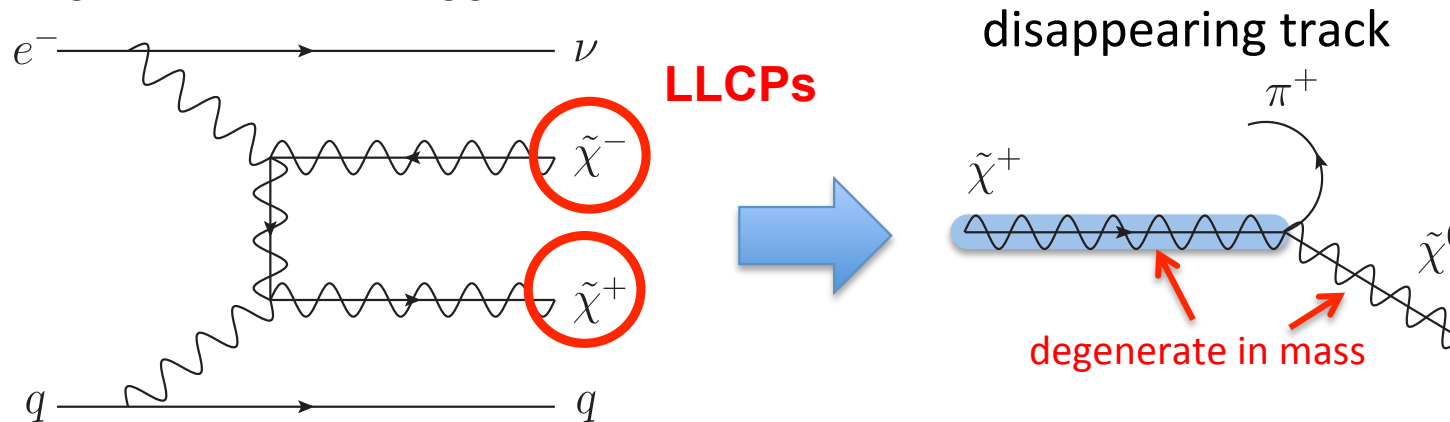 disappearing track
e⁻
ν
LLCPs
χ̃⁻
χ̃⁺
q
q
π⁺
χ̃⁺
degenerate in mass